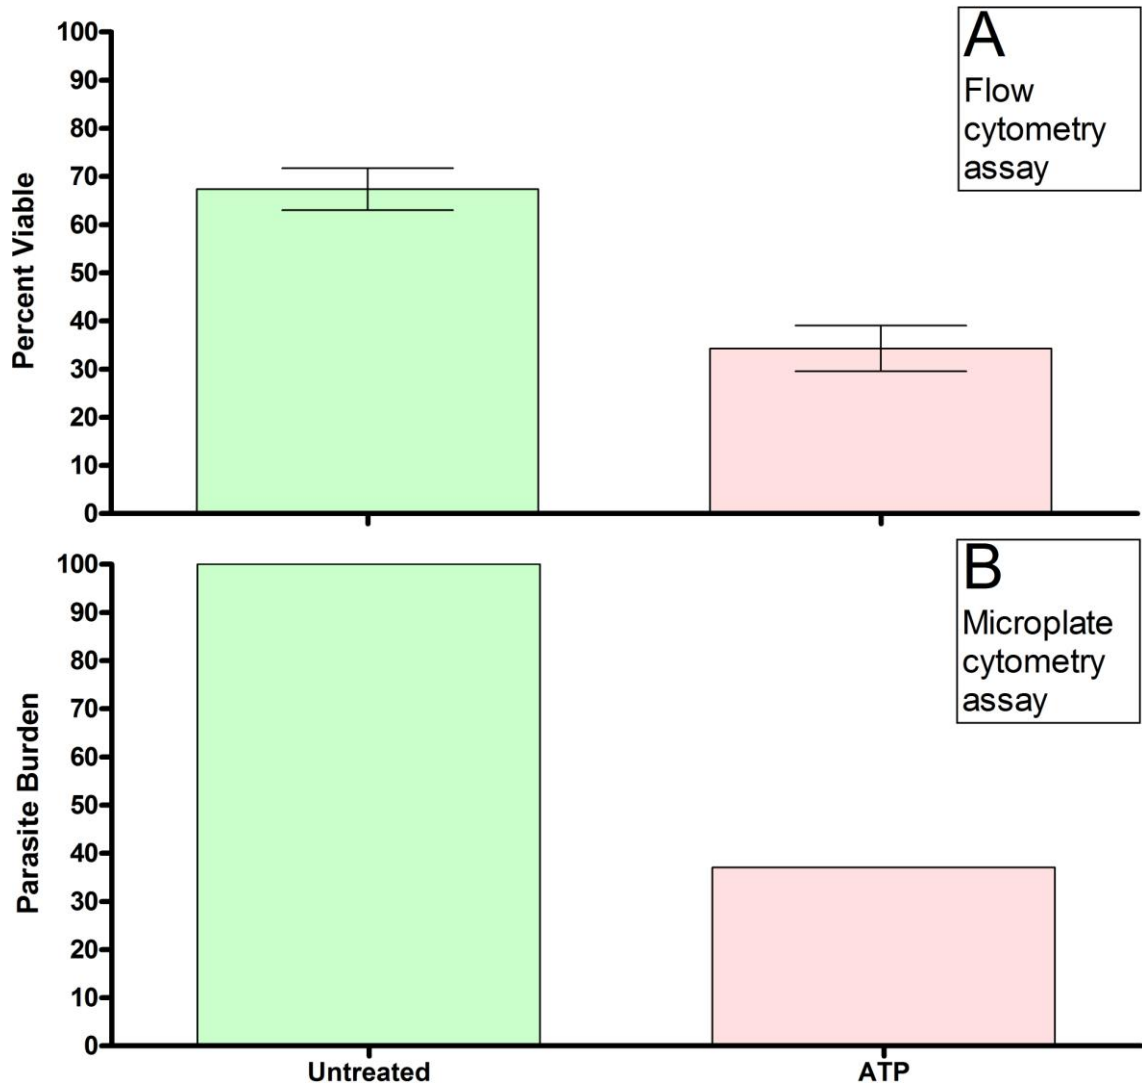 A
Flow
cytometry
assay
Percent Viable
100
90
80
70
60
50
40
30
20
10
0
B
Microplate
cytometry
assay
Parasite Burden
100
90
80
70
60
50
40
30
20
10
0
Untreated ATP